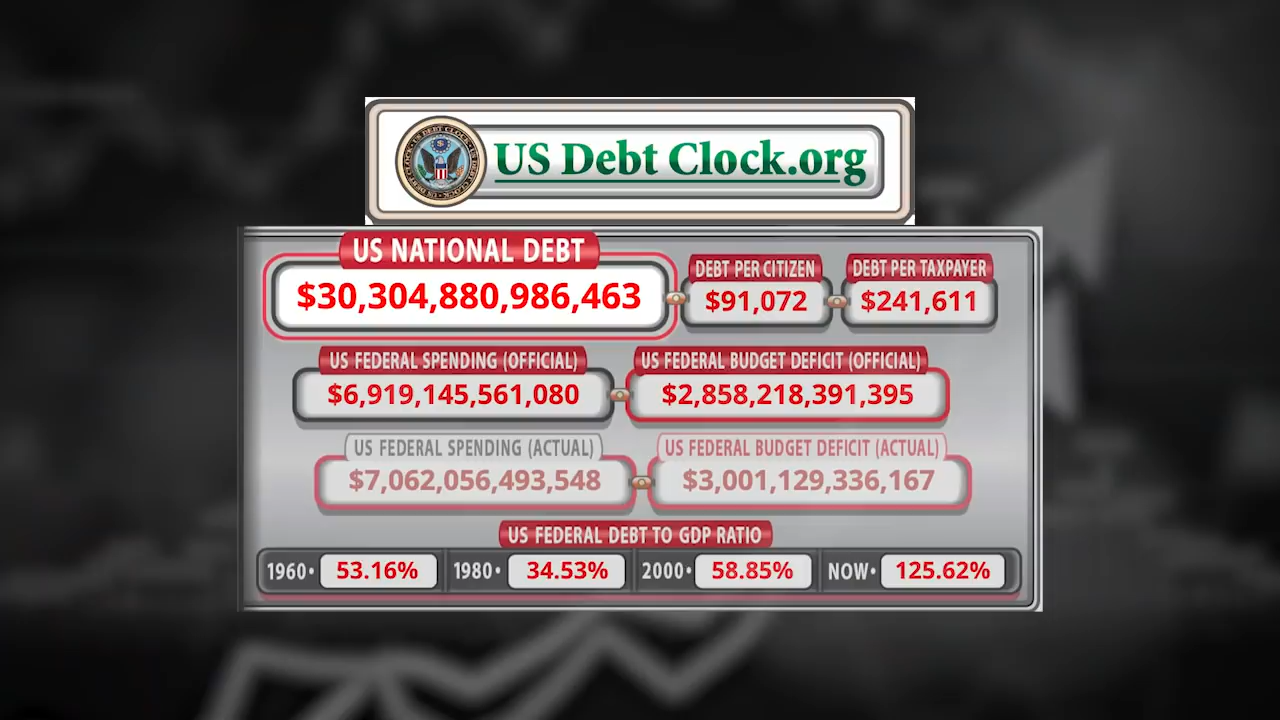 US Debt Clock.org
US NATIONAL DEBT
$30,304,880,986,463
DEBT PER CITIZEN
$91,072
DEBT PER TAXPAYER
$241,611
US FEDERAL SPENDING (OFFICIAL)
$6,919,145,561,080
US FEDERAL BUDGET DEFICIT (OFFICIAL)
$2,858,218,391,395
US FEDERAL SPENDING (ACTUAL)
$7,062,056,493,548
US FEDERAL BUDGET DEFICIT (ACTUAL)
$3,001,129,336,167
US FEDERAL DEBT TO GDP RATIO
1960• 53.16% 1980• 34.53% 2000• 58.85% NOW• 125.62%